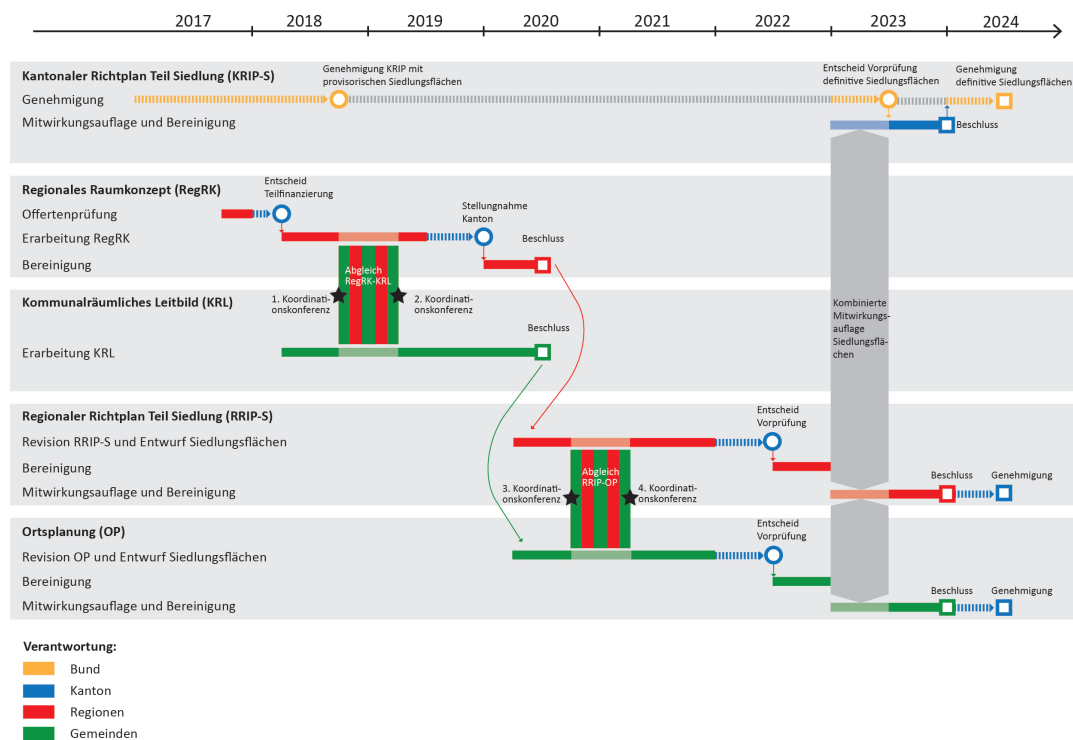 2017 2018 2019 2020 2021 2022 2023 2024
Kantonaler Richtplan Teil Siedlung (KRIP-S)
Genehmigung KRIP mit
provisorischen Siedlungsflächen
Entscheid Vorprüfung
definitive Siedlungsflächen
Genehmigung
definitive Siedlungsflächen
Genehmigung
Mitwirkungsauflage und Bereinigung
Beschluss
Regionales Raumkonzept (RegRK)
Entscheid
Teilfinanzierung
Offertenprüfung
Stellungnahme
Kanton
Erarbeitung RegRK
Beschluss
Bereinigung
Abgleich
RegRK-KRL
Kommunalräumliches Leitbild (KRL)
1. Koordinati-
onskonferenz
2. Koordinati-
onskonferenz
Kombinierte
Mitwirkungs-
auflage
Siedlungsflä-
chen
Beschluss
Erarbeitung KRL
Regionaler Richtplan Teil Siedlung (RRIP-S)
Entscheid
Vorprüfung
Revision RRIP-S und Entwurf Siedlungsflächen
Bereinigung
Abgleich
RRIP-OP
Beschluss
Genehmigung
Mitwirkungsauflage und Bereinigung
3. Koordinati-
onskonferenz
4. Koordinati-
onskonferenz
Ortsplanung (OP)
Entscheid
Vorprüfung
Revision OP und Entwurf Siedlungsflächen
Bereinigung
Beschluss
Genehmigung
Mitwirkungsauflage und Bereinigung
Verantwortung:
Bund
Kanton
Regionen
Gemeinden